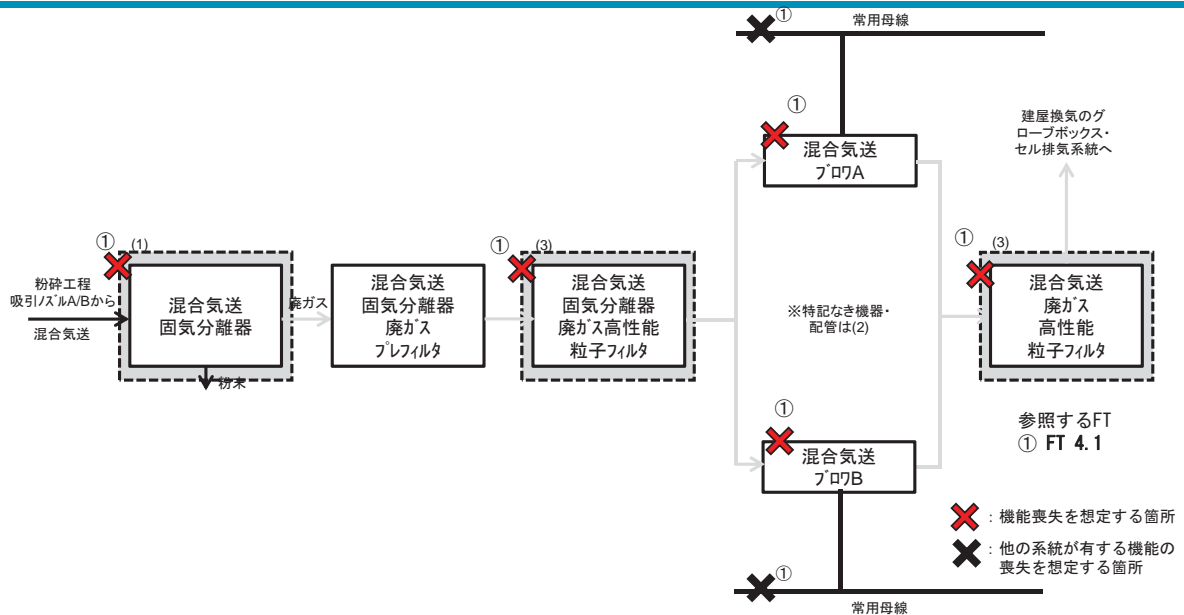 ①
常用母線
①
混合気送
ブロワA
建屋換気のグ
ローブボックス・
セル排気系統へ
① (1)
粉砕工程
吸引ノズルA/Bから
混合気送
混合気送
固気分離器
粉末
廃ガス
混合気送
固気分離器
廃ガス
プレフィルタ
① (3)
混合気送
固気分離器
廃ガス高性能
粒子フィルタ
※特記なき機器・
配管は(2)
① (3)
混合気送
廃ガス
高性能
粒子フィルタ
①
混合気送
ブロワB
参照するFT
① FT 4.1
：機能喪失を想定する箇所
：他の系統が有する機能の
喪失を想定する箇所
①
常用母線